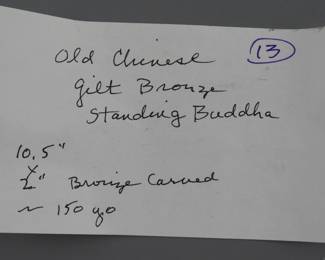 Old Chinese (13)
Gilt Bronze
Standing Buddha
10.5"
x
2" Bronze Carved
~ 150 yo